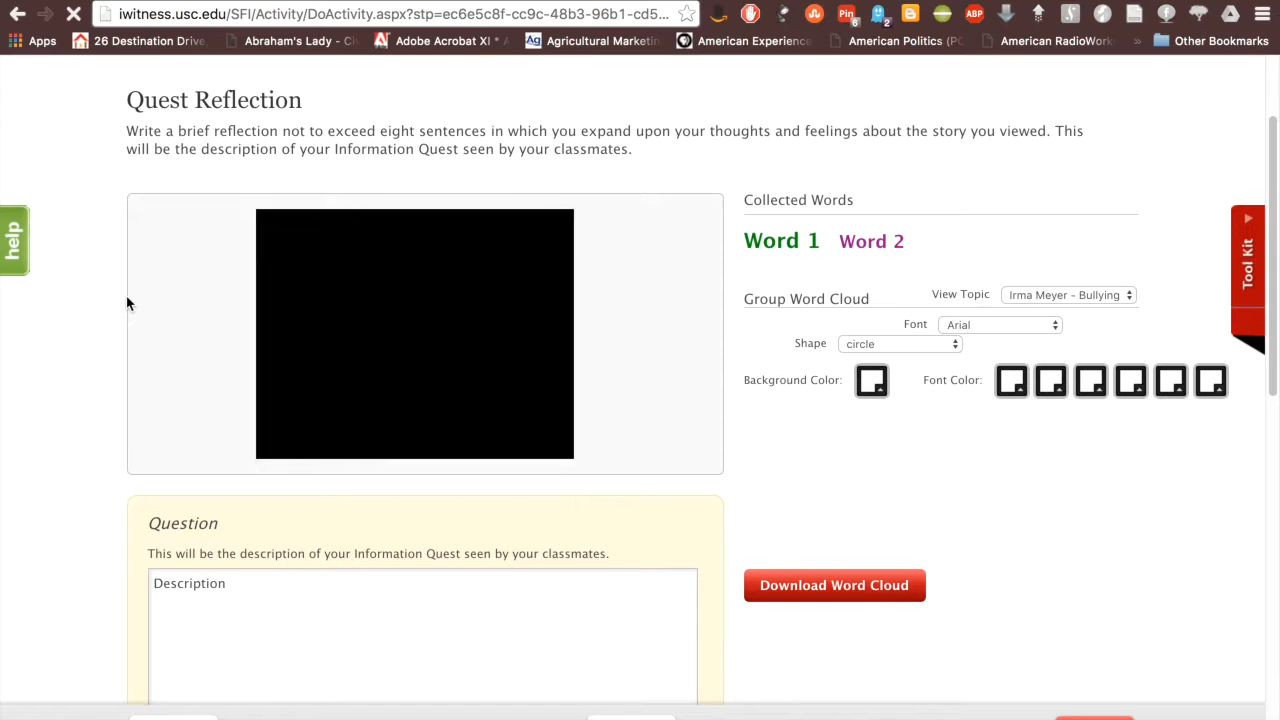 iwitness.usc.edu/SFI/Activity/DoActivity.aspx?stp=ec6e5c8f-cc9c-48b3-96b1-cd5...
6
ABP
2
Apps 26 Destination Drive, Abraham's Lady - Ci Adobe Acrobat XI * Ag Agricultural Marketin American Experience American Politics (PC American RadioWork » Other Bookmarks
Quest Reflection
Write a brief reflection not to exceed eight sentences in which you expand upon your thoughts and feelings about the story you viewed. This
will be the description of your Information Quest seen by your classmates.
help
Collected Words
Word 1 Word 2
Tool Kit
Group Word Cloud
View Topic Irma Meyer - Bullying
Font Arial
Shape circle
Background Color: Font Color:
Question
This will be the description of your Information Quest seen by your classmates.
Description
Download Word Cloud